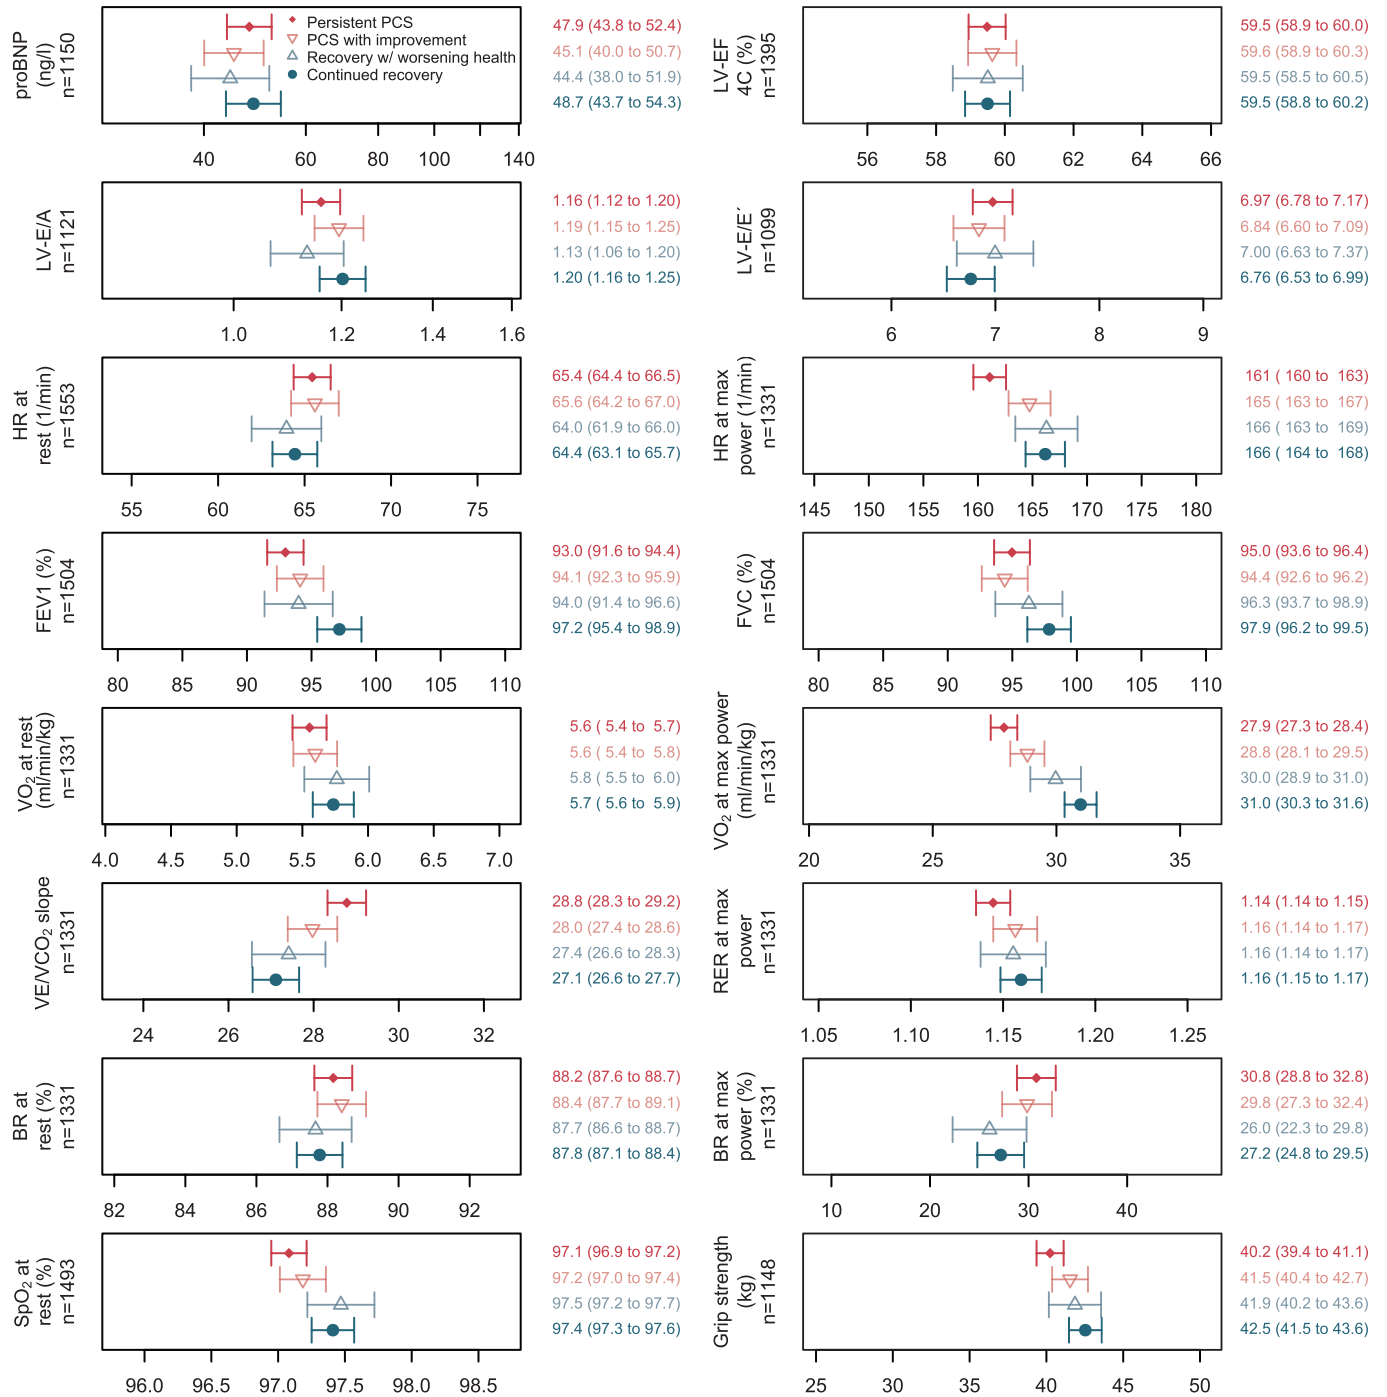 proBNP
(ng/l)
n=1150
Persistent PCS
PCS with improvement
Recovery w/ worsening health
Continued recovery
47.9 (43.8 to 52.4)
45.1 (40.0 to 50.7)
44.4 (38.0 to 51.9)
48.7 (43.7 to 54.3)
40 60 80 100 120 140
LV-EF
4C (%)
n=1395
59.5 (58.9 to 60.0)
59.6 (58.9 to 60.3)
59.5 (58.5 to 60.5)
59.5 (58.8 to 60.2)
56 58 60 62 64 66
LV-E/A
n=1121
1.16 (1.12 to 1.20)
1.19 (1.15 to 1.25)
1.13 (1.06 to 1.20)
1.20 (1.16 to 1.25)
1.0 1.2 1.4 1.6
LV-E/E´
n=1099
6.97 (6.78 to 7.17)
6.84 (6.60 to 7.09)
7.00 (6.63 to 7.37)
6.76 (6.53 to 6.99)
6 7 8 9
HR at
rest (1/min)
n=1553
65.4 (64.4 to 66.5)
65.6 (64.2 to 67.0)
64.0 (61.9 to 66.0)
64.4 (63.1 to 65.7)
55 60 65 70 75
HR at max
power (1/min)
n=1331
161 ( 160 to 163)
165 ( 163 to 167)
166 ( 163 to 169)
166 ( 164 to 168)
145 150 155 160 165 170 175 180
FEV1 (%)
n=1504
93.0 (91.6 to 94.4)
94.1 (92.3 to 95.9)
94.0 (91.4 to 96.6)
97.2 (95.4 to 98.9)
80 85 90 95 100 105 110
FVC (%)
n=1504
95.0 (93.6 to 96.4)
94.4 (92.6 to 96.2)
96.3 (93.7 to 98.9)
97.9 (96.2 to 99.5)
80 85 90 95 100 105 110
VO₂ at rest
(ml/min/kg)
n=1331
5.6 ( 5.4 to 5.7)
5.6 ( 5.4 to 5.8)
5.8 ( 5.5 to 6.0)
5.7 ( 5.6 to 5.9)
4.0 4.5 5.0 5.5 6.0 6.5 7.0
VO₂ at max power
(ml/min/kg)
n=1331
27.9 (27.3 to 28.4)
28.8 (28.1 to 29.5)
30.0 (28.9 to 31.0)
31.0 (30.3 to 31.6)
20 25 30 35
VE/VCO₂ slope
n=1331
28.8 (28.3 to 29.2)
28.0 (27.4 to 28.6)
27.4 (26.6 to 28.3)
27.1 (26.6 to 27.7)
24 26 28 30 32
RER at max
power
n=1331
1.14 (1.14 to 1.15)
1.16 (1.14 to 1.17)
1.16 (1.14 to 1.17)
1.16 (1.15 to 1.17)
1.05 1.10 1.15 1.20 1.25
BR at
rest (%)
n=1331
88.2 (87.6 to 88.7)
88.4 (87.7 to 89.1)
87.7 (86.6 to 88.7)
87.8 (87.1 to 88.4)
82 84 86 88 90 92
BR at max
power (%)
n=1331
30.8 (28.8 to 32.8)
29.8 (27.3 to 32.4)
26.0 (22.3 to 29.8)
27.2 (24.8 to 29.5)
10 20 30 40
SpO₂ at
rest (%)
n=1493
97.1 (96.9 to 97.2)
97.2 (97.0 to 97.4)
97.5 (97.2 to 97.7)
97.4 (97.3 to 97.6)
96.0 96.5 97.0 97.5 98.0 98.5
Grip strength
(kg)
n=1148
40.2 (39.4 to 41.1)
41.5 (40.4 to 42.7)
41.9 (40.2 to 43.6)
42.5 (41.5 to 43.6)
25 30 35 40 45 50